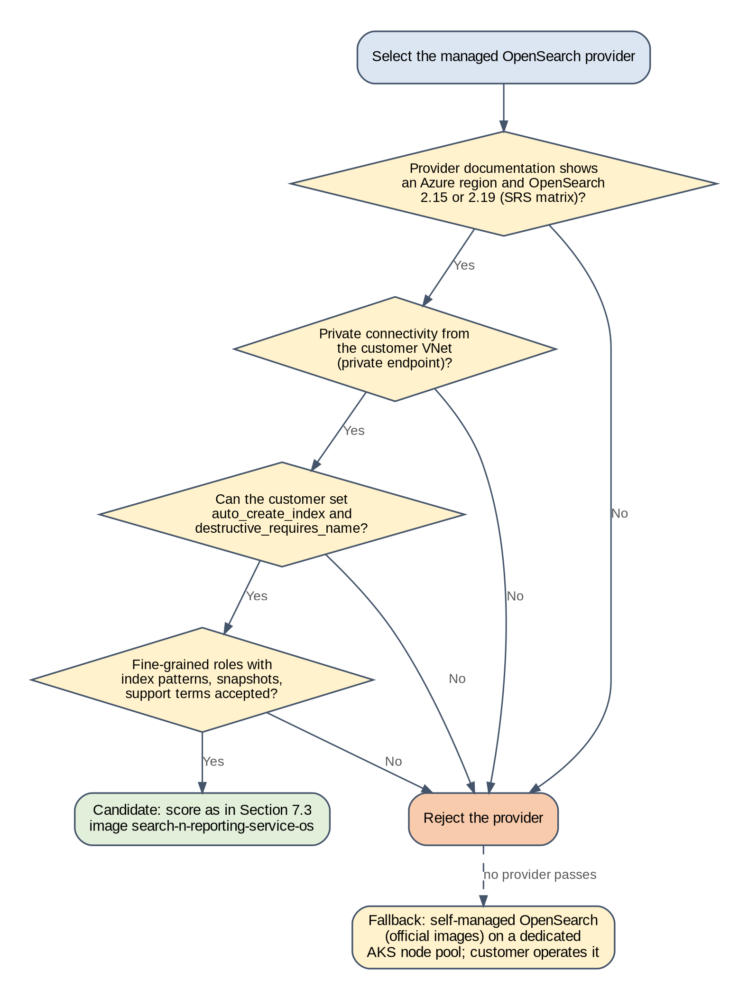 Select the managed OpenSearch provider
Provider documentation shows
an Azure region and OpenSearch
2.15 or 2.19 (SRS matrix)?
Yes
Private connectivity from
the customer VNet
(private endpoint)?
Yes
Can the customer set
auto_create_index and
destructive_requires_name?
No
Yes
No
Fine-grained roles with
index patterns, snapshots,
support terms accepted?
No
Yes
No
Candidate: score as in Section 7.3
image search-n-reporting-service-os
Reject the provider
no provider passes
Fallback: self-managed OpenSearch
(official images) on a dedicated
AKS node pool; customer operates it